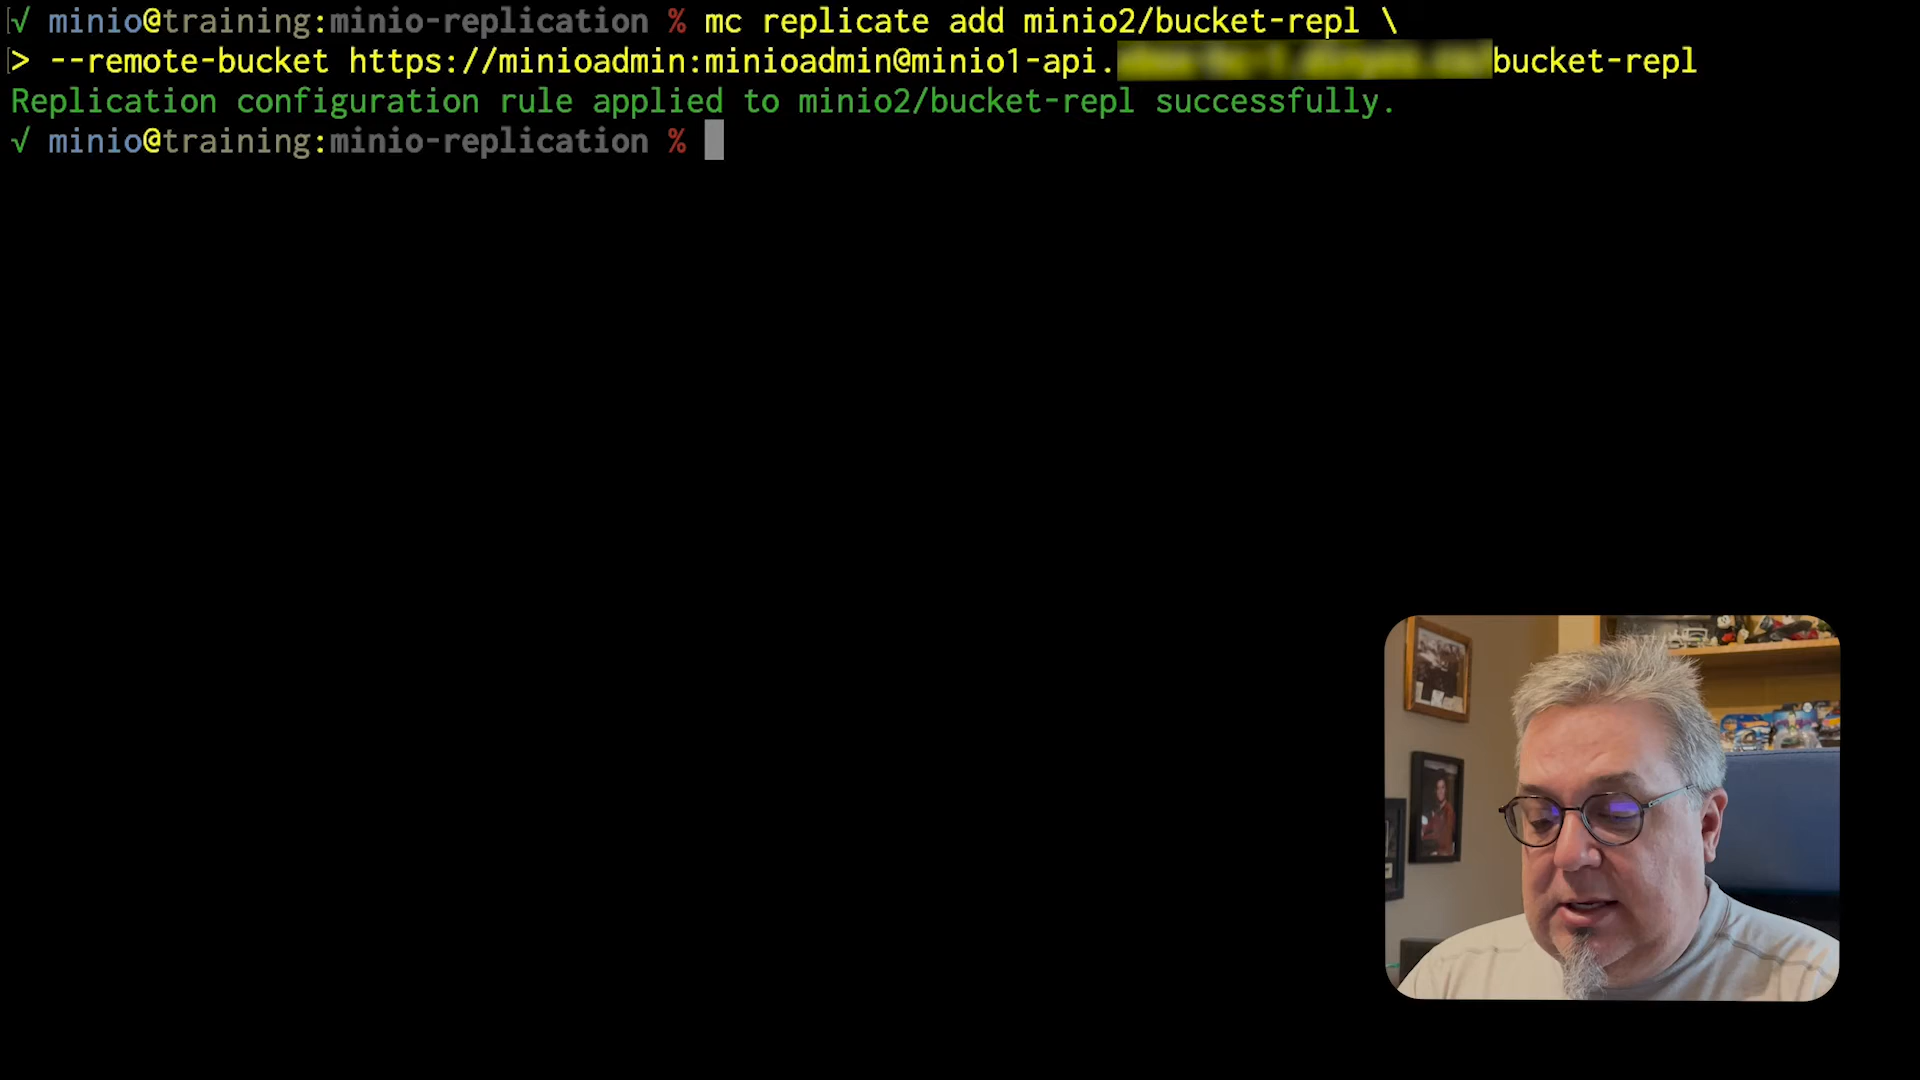 √ minio@training:minio-replication % mc replicate add minio2/bucket-repl \
> --remote-bucket https://minioadmin:minioadmin@minio1-api. bucket-repl
Replication configuration rule applied to minio2/bucket-repl successfully.
√ minio@training:minio-replication %